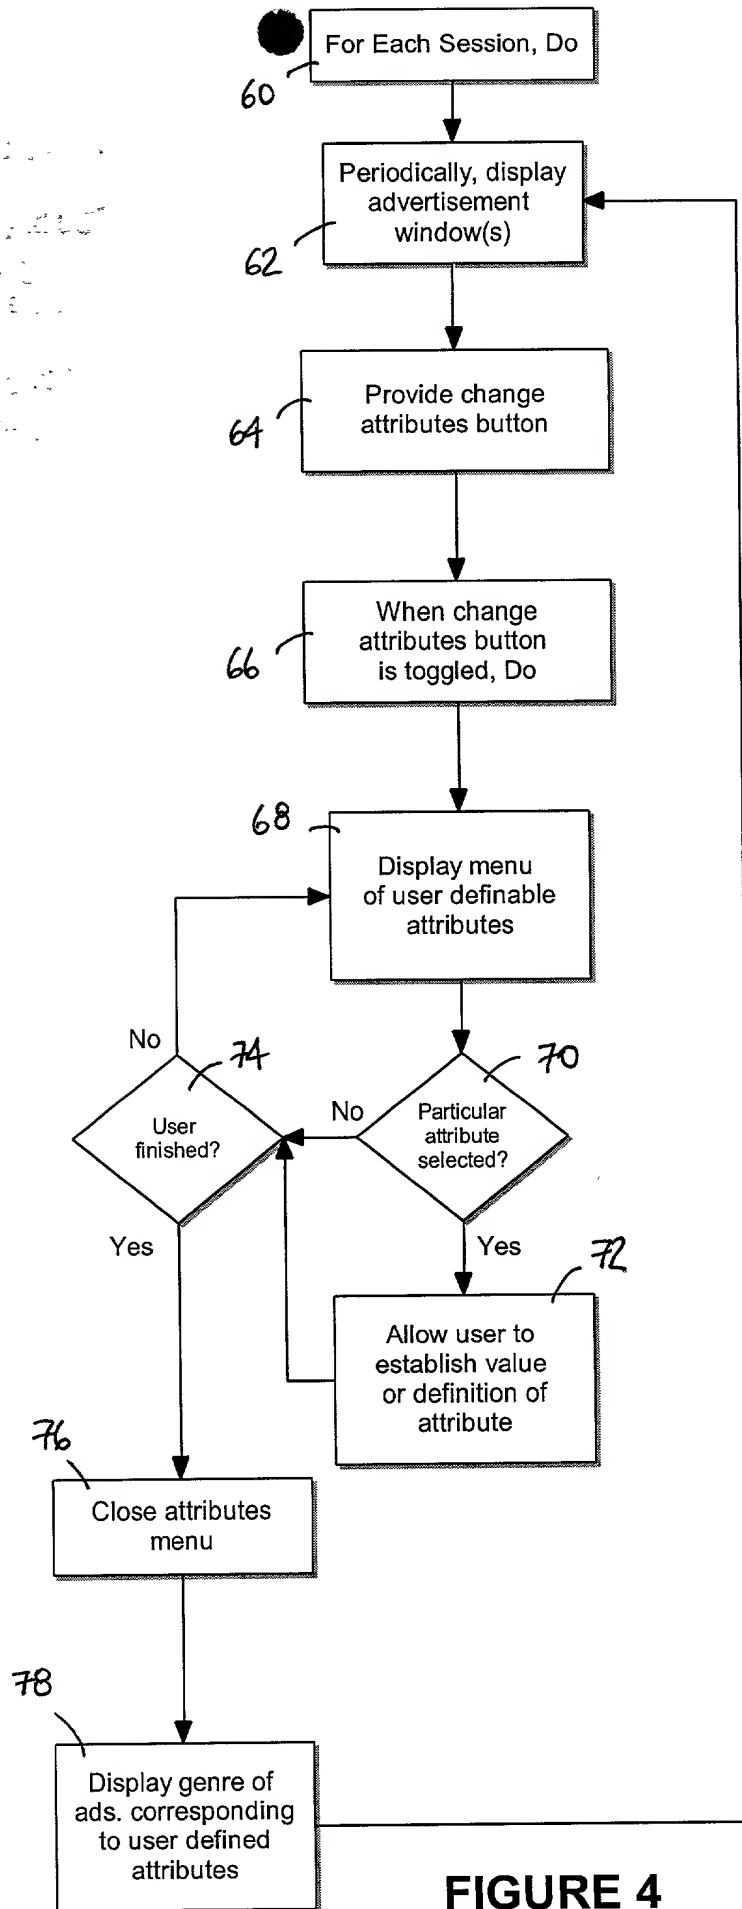 For Each Session, Do
60
Periodically, display
advertisement
window(s)
62
Provide change
attributes button
64
When change
attributes button
is toggled, Do
66
68
Display menu
of user definable
attributes
No
74
70
User
finished?
No
Particular
attribute
selected?
Yes
Yes
72
Allow user to
establish value
or definition of
attribute
76
Close attributes
menu
78
Display genre of
ads. corresponding
to user defined
attributes
FIGURE 4